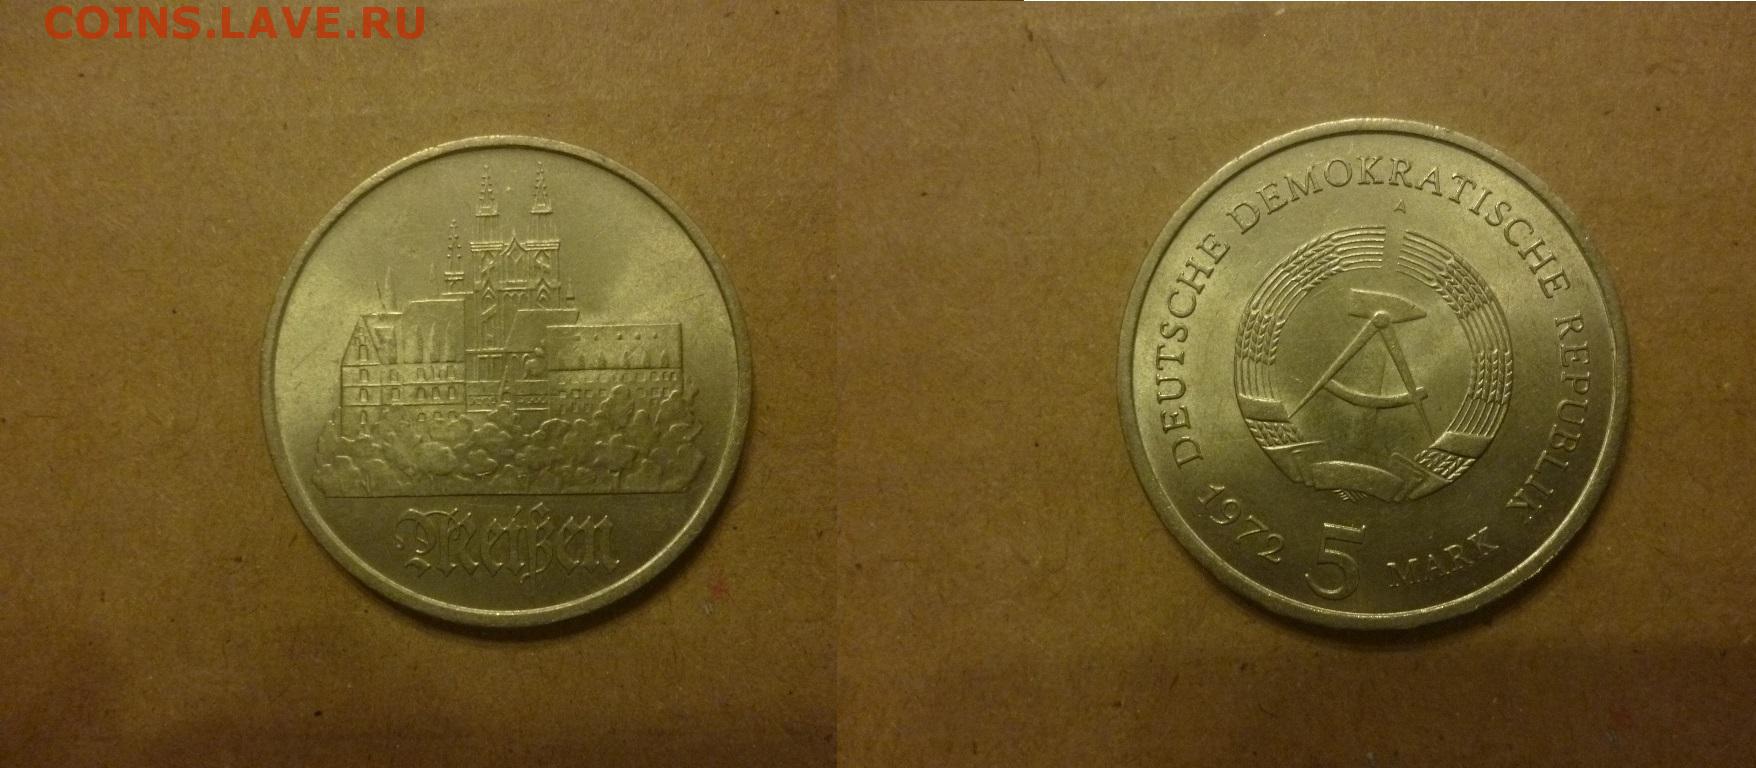 COINS.LAVE.RU
Meißen
DEUTSCHE DEMOKRATISCHE REPUBLIK
A
1972 5 MARK